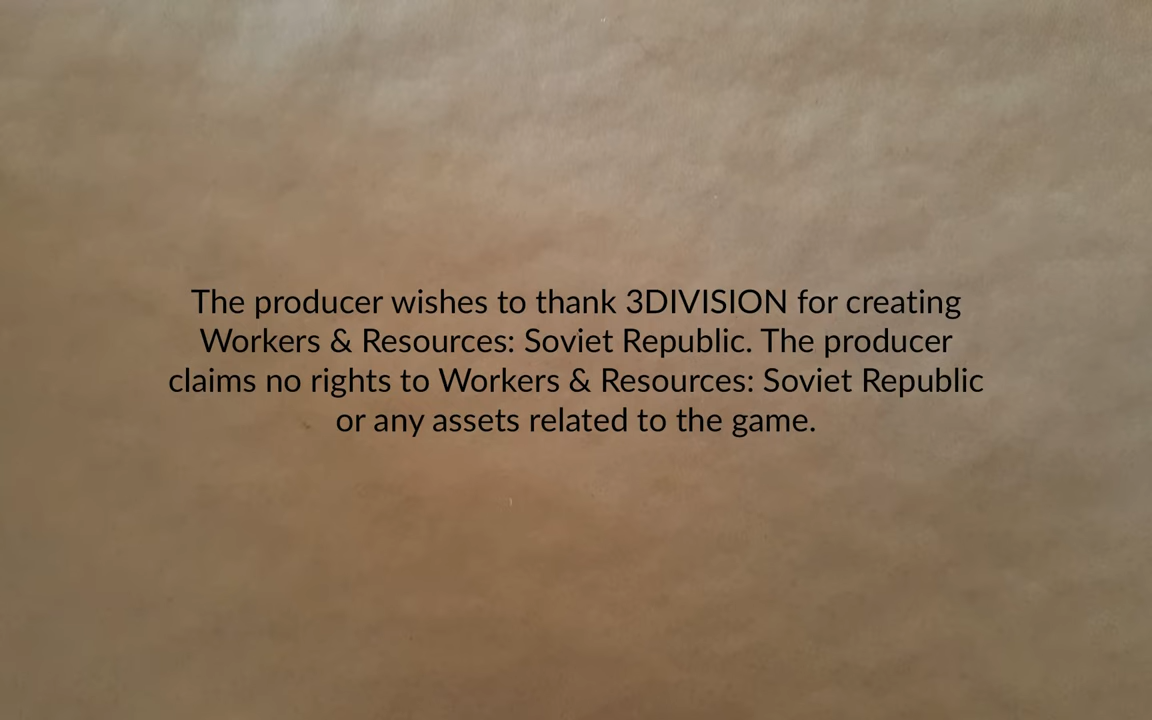 The producer wishes to thank 3DIVISION for creating
Workers & Resources: Soviet Republic. The producer
claims no rights to Workers & Resources: Soviet Republic
or any assets related to the game.